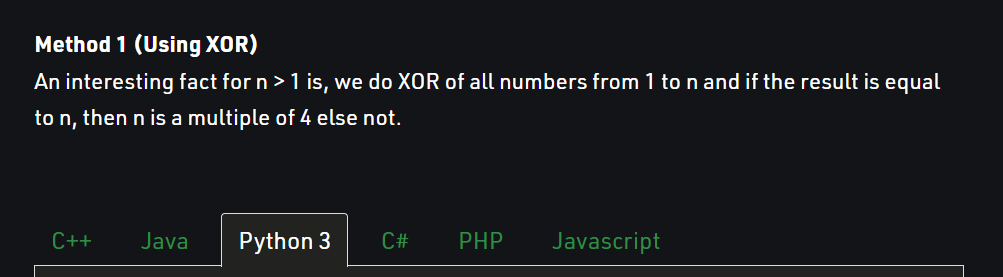 Method 1 (Using XOR)
An interesting fact for n > 1 is, we do XOR of all numbers from 1 to n and if the result is equal
to n, then n is a multiple of 4 else not.
C++ Java Python 3 C# PHP Javascript